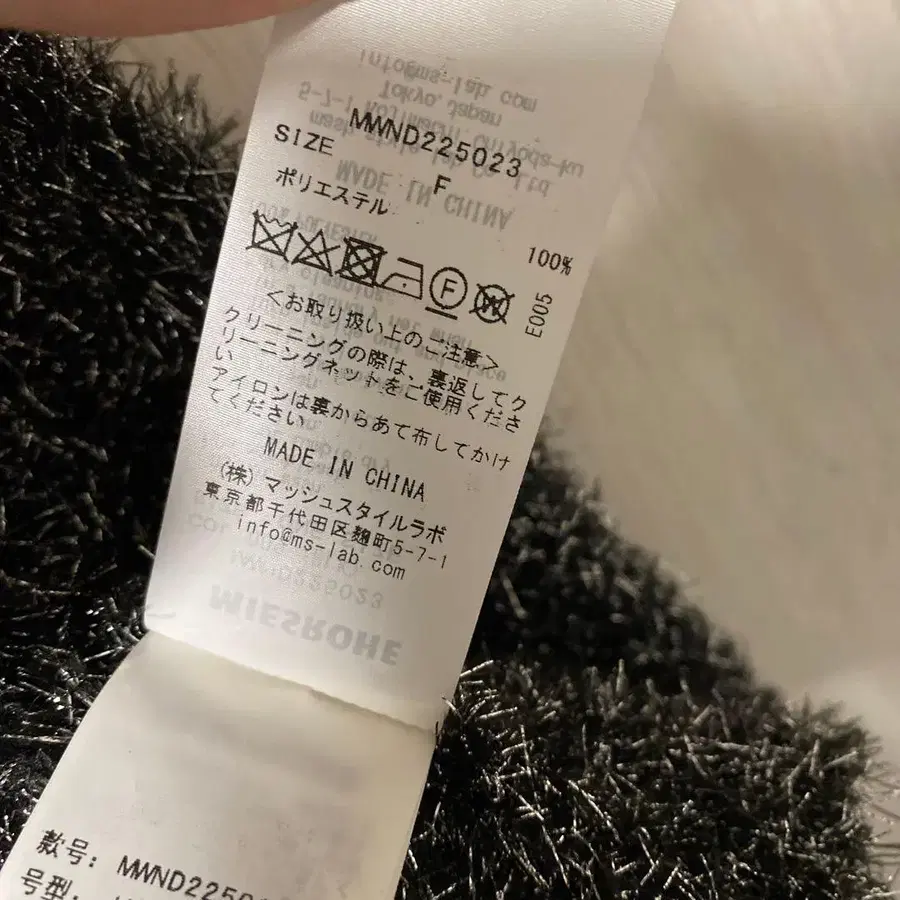 MWND225023
SIZE F
ポリエステル 100%
E005
<お取り扱い上のご注意>
クリーニングの際は、裏返してク
リーニングネットをご使用くださ
い
アイロンは裏からあて布してかけ
てください
MADE IN CHINA
(株)マッシュスタイルラボ
東京都千代田区麹町5-7-1
info@ms-lab.com
MIESROHE
款号: MWND2250
号型: